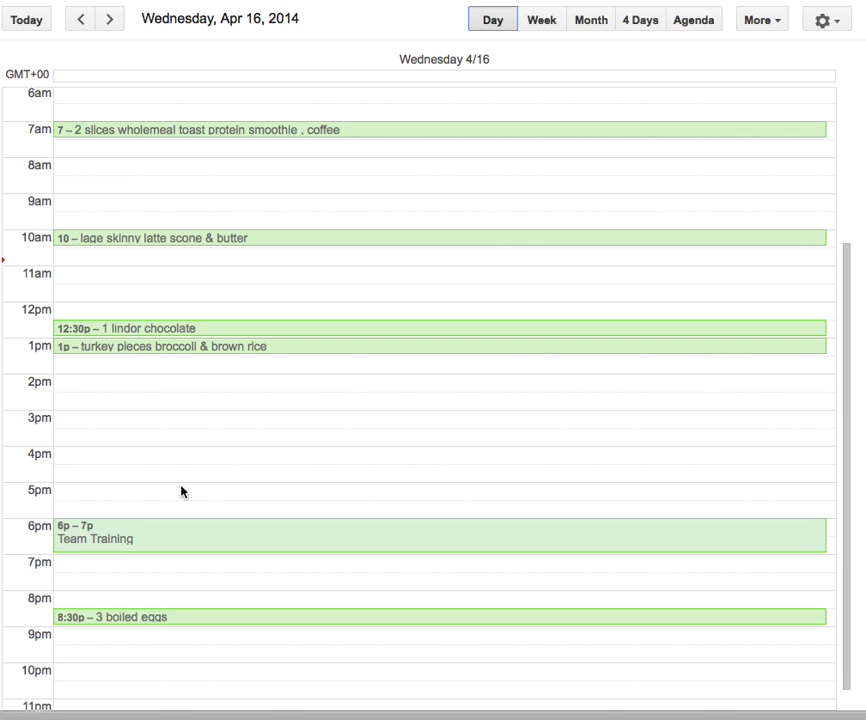 Today < > Wednesday, Apr 16, 2014 Day Week Month 4 Days Agenda More
Wednesday 4/16
GMT+00
6am
7am 7 – 2 slices wholemeal toast protein smoothie , coffee
8am
9am
10am 10 – lage skinny latte scone & butter
11am
12pm
12:30p – 1 lindor chocolate
1pm 1p – turkey pieces broccoli & brown rice
2pm
3pm
4pm
5pm
6pm 6p – 7p
Team Training
7pm
8pm
8:30p – 3 boiled eggs
9pm
10pm
11pm